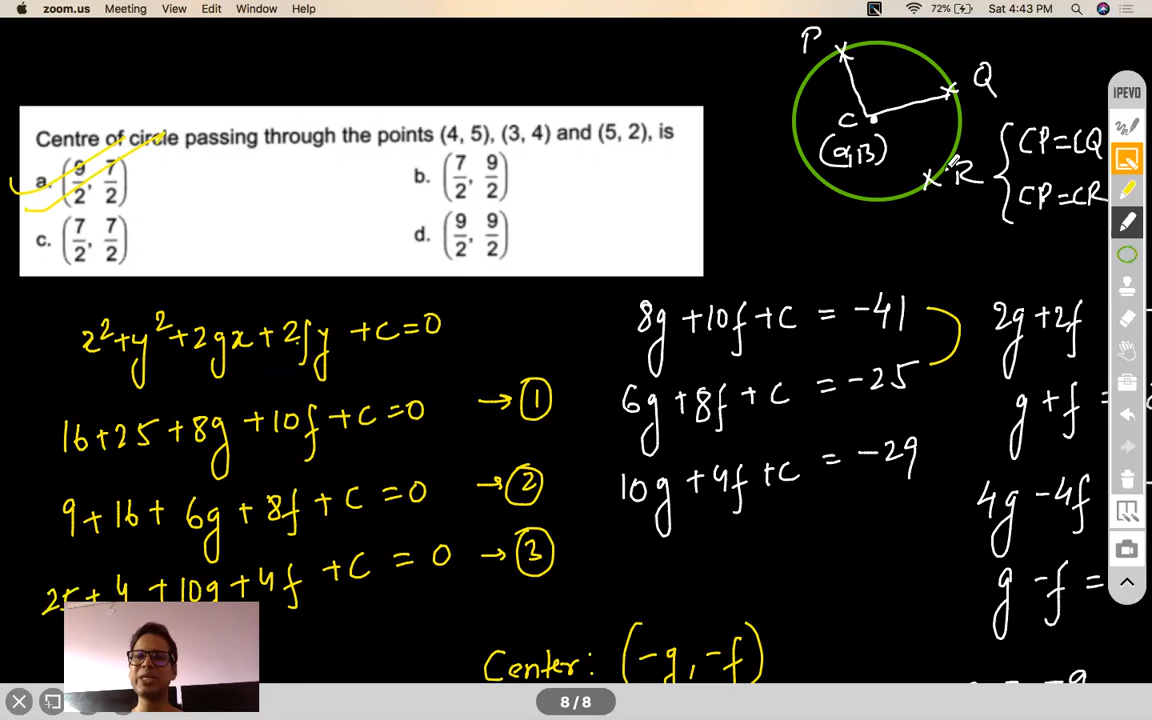 zoom.us Meeting View Edit Window Help 72% Sat 4:43 PM
P
Q
C
(α,β)
R
{ CP=CQ
CP=CR
IPEVO
Centre of circle passing through the points (4, 5), (3, 4) and (5, 2), is
a. (9/2, 7/2) b. (7/2, 9/2)
c. (7/2, 7/2) d. (9/2, 9/2)
x²+y²+2gx+2fy+c=0
16+25+8g+10f+c=0 → ①
9+16+6g+8f+c=0 → ②
25+4+10g+4f+c=0 → ③
8g+10f+c = -41
6g+8f+c = -25
10g+4f+c = -29
2g+2f
g+f =
4g-4f
g-f =
Center: (-g, -f)
8/8